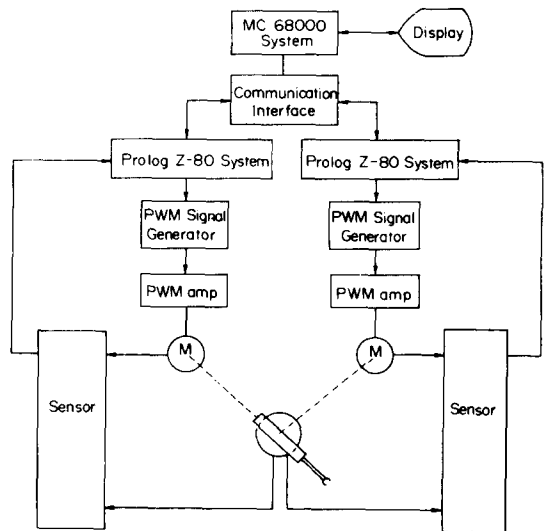 MC 68000
System
Display
Communication
Interface
Prolog Z-80 System
Prolog Z-80 System
PWM Signal
Generator
PWM Signal
Generator
PWM amp
PWM amp
M
M
Sensor
Sensor